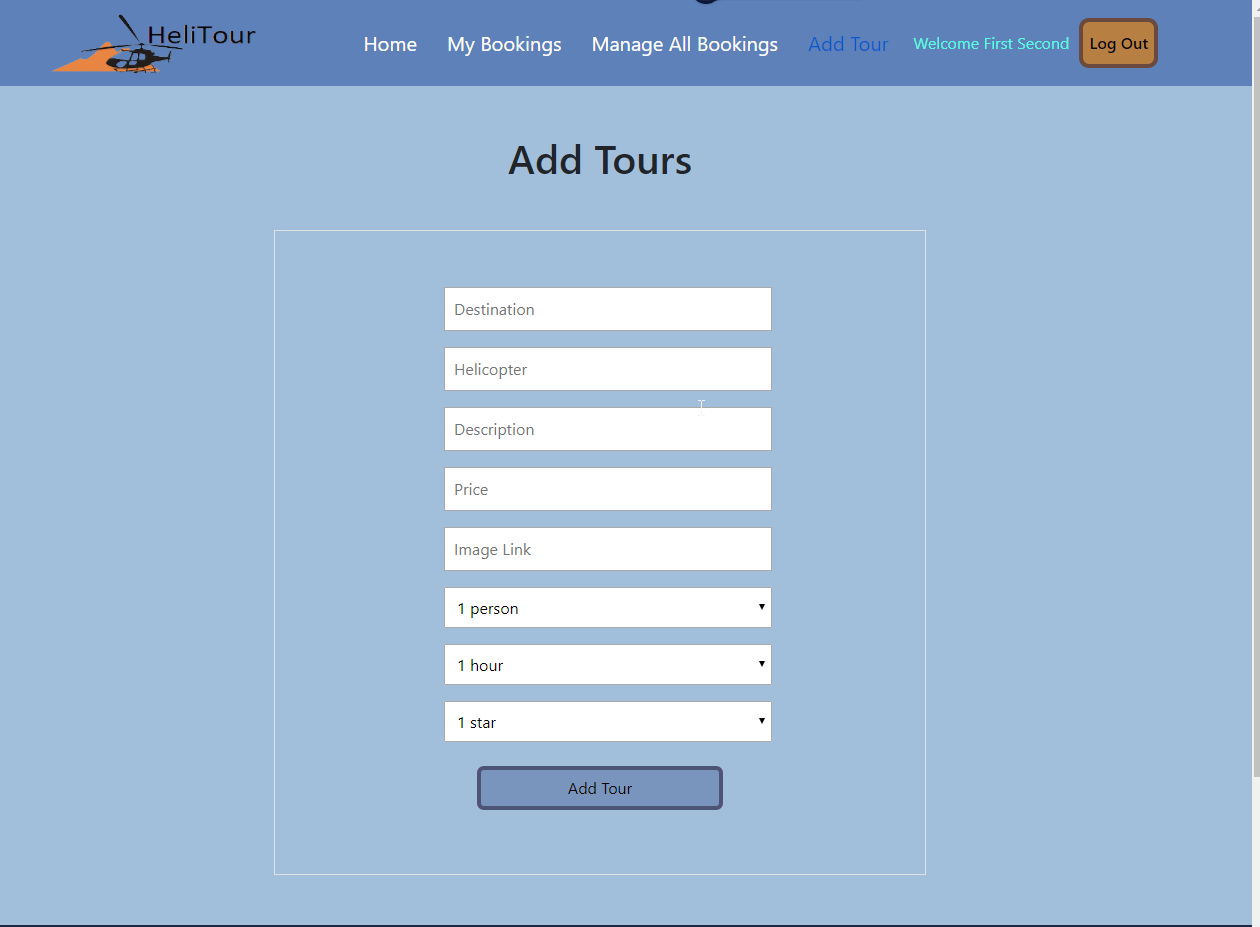 HeliTour
Home My Bookings Manage All Bookings Add Tour Welcome First Second Log Out
Add Tours
Destination
Helicopter
Description
Price
Image Link
1 person
1 hour
1 star
Add Tour